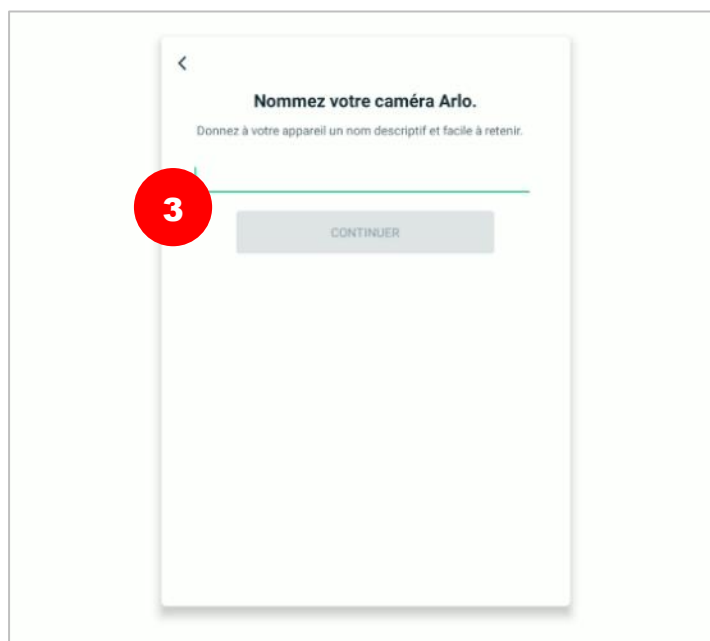 Nommez votre caméra Arlo.
Donnez à votre appareil un nom descriptif et facile à retenir.
3
CONTINUER